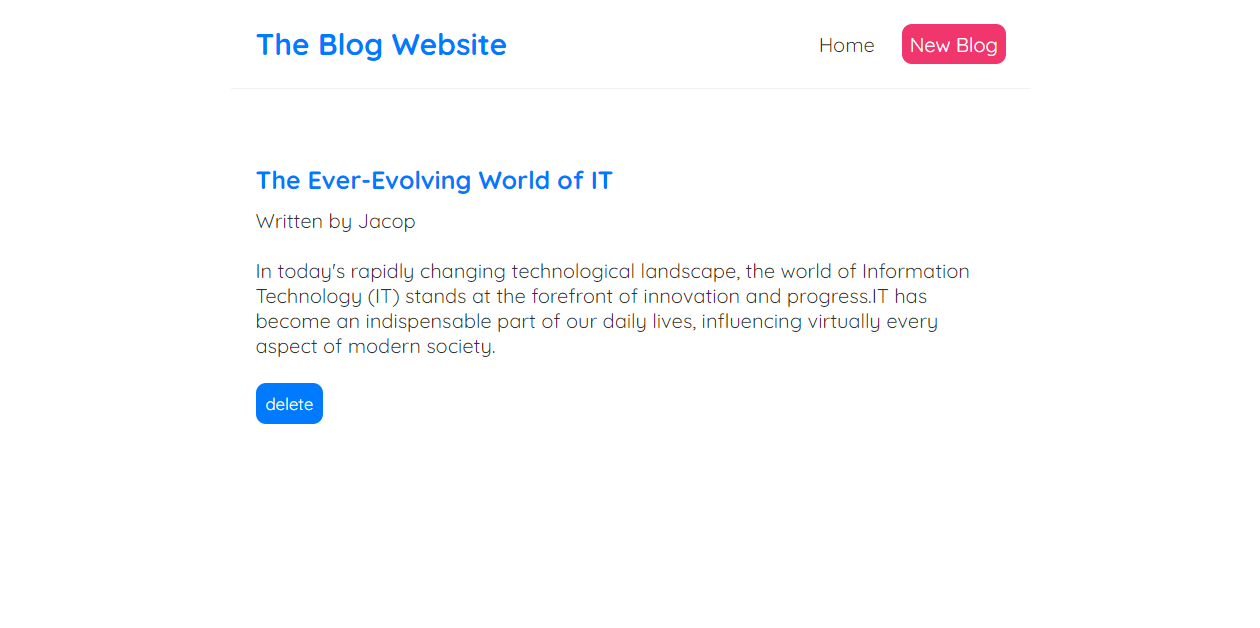 The Blog Website
Home
New Blog
The Ever-Evolving World of IT
Written by Jacop
In today's rapidly changing technological landscape, the world of Information
Technology (IT) stands at the forefront of innovation and progress.IT has
become an indispensable part of our daily lives, influencing virtually every
aspect of modern society.
delete